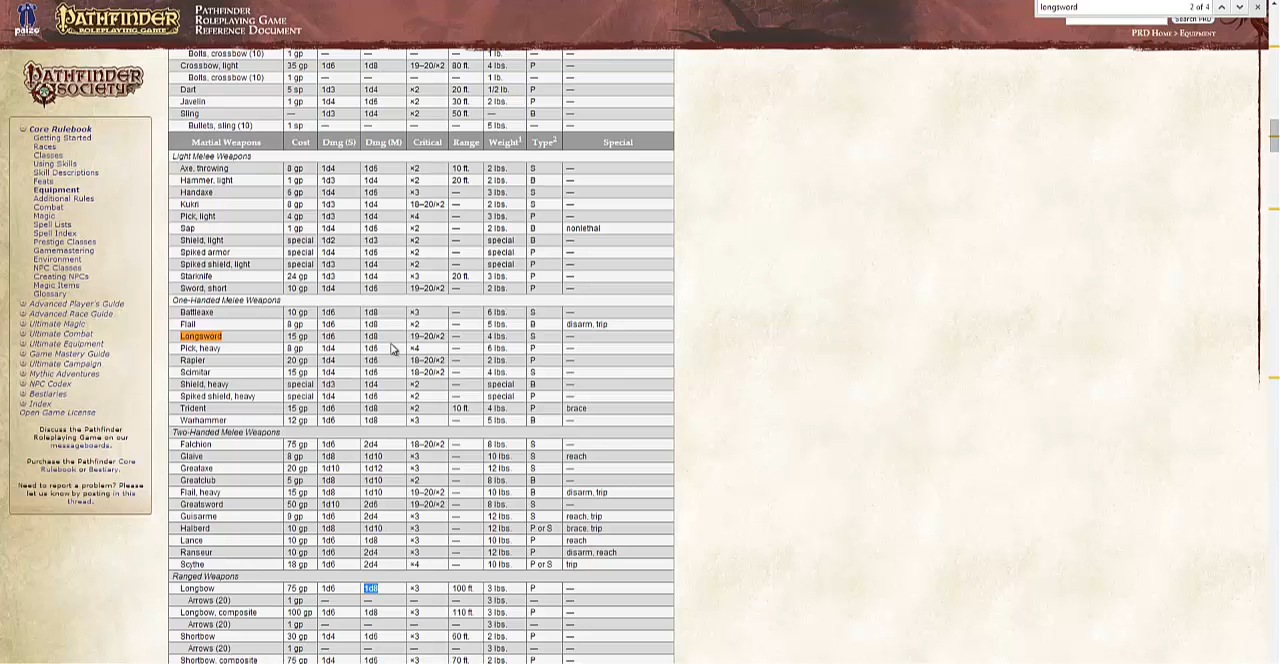 longsword 2 of 4
PATHFINDER ROLEPLAYING GAME
paizo
PATHFINDER
ROLEPLAYING GAME
REFERENCE DOCUMENT
Search PRD
PRD Home > Equipment
PATHFINDER SOCIETY
Core Rulebook
Getting Started
Races
Classes
Using Skills
Skill Descriptions
Feats
Equipment
Additional Rules
Combat
Magic
Spell Lists
Spell Index
Prestige Classes
Gamemastering
Environment
NPC Classes
Creating NPCs
Magic Items
Glossary
Advanced Player's Guide
Advanced Race Guide
Ultimate Magic
Ultimate Combat
Ultimate Equipment
Game Mastery Guide
Ultimate Campaign
Mythic Adventures
NPC Codex
Bestiaries
Index
Open Game License
Discuss the Pathfinder
Roleplaying Game on our
messageboards.
Purchase the Pathfinder Core
Rulebook or Bestiary.
Need to report a problem? Please
let us know by posting in this
thread.
Bolts, crossbow (10) 1 gp — — — — 1 lb. — —
Crossbow, light 35 gp 1d6 1d8 19–20/×2 80 ft. 4 lbs. P —
Bolts, crossbow (10) 1 gp — — — — 1 lb. — —
Dart 5 sp 1d3 1d4 ×2 20 ft. 1/2 lb. P —
Javelin 1 gp 1d4 1d6 ×2 30 ft. 2 lbs. P —
Sling — 1d3 1d4 ×2 50 ft. — B —
Bullets, sling (10) 1 sp — — — — 5 lbs. — —
Martial Weapons Cost Dmg (S) Dmg (M) Critical Range Weight1 Type2 Special
Light Melee Weapons
Axe, throwing 8 gp 1d4 1d6 ×2 10 ft. 2 lbs. S —
Hammer, light 1 gp 1d3 1d4 ×2 20 ft. 2 lbs. B —
Handaxe 6 gp 1d4 1d6 ×3 — 3 lbs. S —
Kukri 8 gp 1d3 1d4 18–20/×2 — 2 lbs. S —
Pick, light 4 gp 1d3 1d4 ×4 — 3 lbs. P —
Sap 1 gp 1d4 1d6 ×2 — 2 lbs. B nonlethal
Shield, light special 1d2 1d3 ×2 — special B —
Spiked armor special 1d4 1d6 ×2 — special P —
Spiked shield, light special 1d3 1d4 ×2 — special P —
Starknife 24 gp 1d3 1d4 ×3 20 ft. 3 lbs. P —
Sword, short 10 gp 1d4 1d6 19–20/×2 — 2 lbs. P —
One-Handed Melee Weapons
Battleaxe 10 gp 1d6 1d8 ×3 — 6 lbs. S —
Flail 8 gp 1d6 1d8 ×2 — 5 lbs. B disarm, trip
Longsword 15 gp 1d6 1d8 19–20/×2 — 4 lbs. S —
Pick, heavy 8 gp 1d4 1d6 ×4 — 6 lbs. P —
Rapier 20 gp 1d4 1d6 18–20/×2 — 2 lbs. P —
Scimitar 15 gp 1d4 1d6 18–20/×2 — 4 lbs. S —
Shield, heavy special 1d3 1d4 ×2 — special B —
Spiked shield, heavy special 1d4 1d6 ×2 — special P —
Trident 15 gp 1d6 1d8 ×2 10 ft. 4 lbs. P brace
Warhammer 12 gp 1d6 1d8 ×3 — 5 lbs. B —
Two-Handed Melee Weapons
Falchion 75 gp 1d6 2d4 18–20/×2 — 8 lbs. S —
Glaive 8 gp 1d8 1d10 ×3 — 10 lbs. S reach
Greataxe 20 gp 1d10 1d12 ×3 — 12 lbs. S —
Greatclub 5 gp 1d8 1d10 ×2 — 8 lbs. B —
Flail, heavy 15 gp 1d8 1d10 19–20/×2 — 10 lbs. B disarm, trip
Greatsword 50 gp 1d10 2d6 19–20/×2 — 8 lbs. S —
Guisarme 9 gp 1d6 2d4 ×3 — 12 lbs. S reach, trip
Halberd 10 gp 1d8 1d10 ×3 — 12 lbs. P or S brace, trip
Lance 10 gp 1d6 1d8 ×3 — 10 lbs. P reach
Ranseur 10 gp 1d6 2d4 ×3 — 12 lbs. P disarm, reach
Scythe 18 gp 1d6 2d4 ×4 — 10 lbs. P or S trip
Ranged Weapons
Longbow 75 gp 1d6 1d8 ×3 100 ft. 3 lbs. P —
Arrows (20) 1 gp — — — — 3 lbs. — —
Longbow, composite 100 gp 1d6 1d8 ×3 110 ft. 3 lbs. P —
Arrows (20) 1 gp — — — — 3 lbs. — —
Shortbow 30 gp 1d4 1d6 ×3 60 ft. 2 lbs. P —
Arrows (20) 1 gp — — — — 3 lbs. — —
Shortbow, composite 75 gp 1d4 1d6 ×3 70 ft. 2 lbs. P —